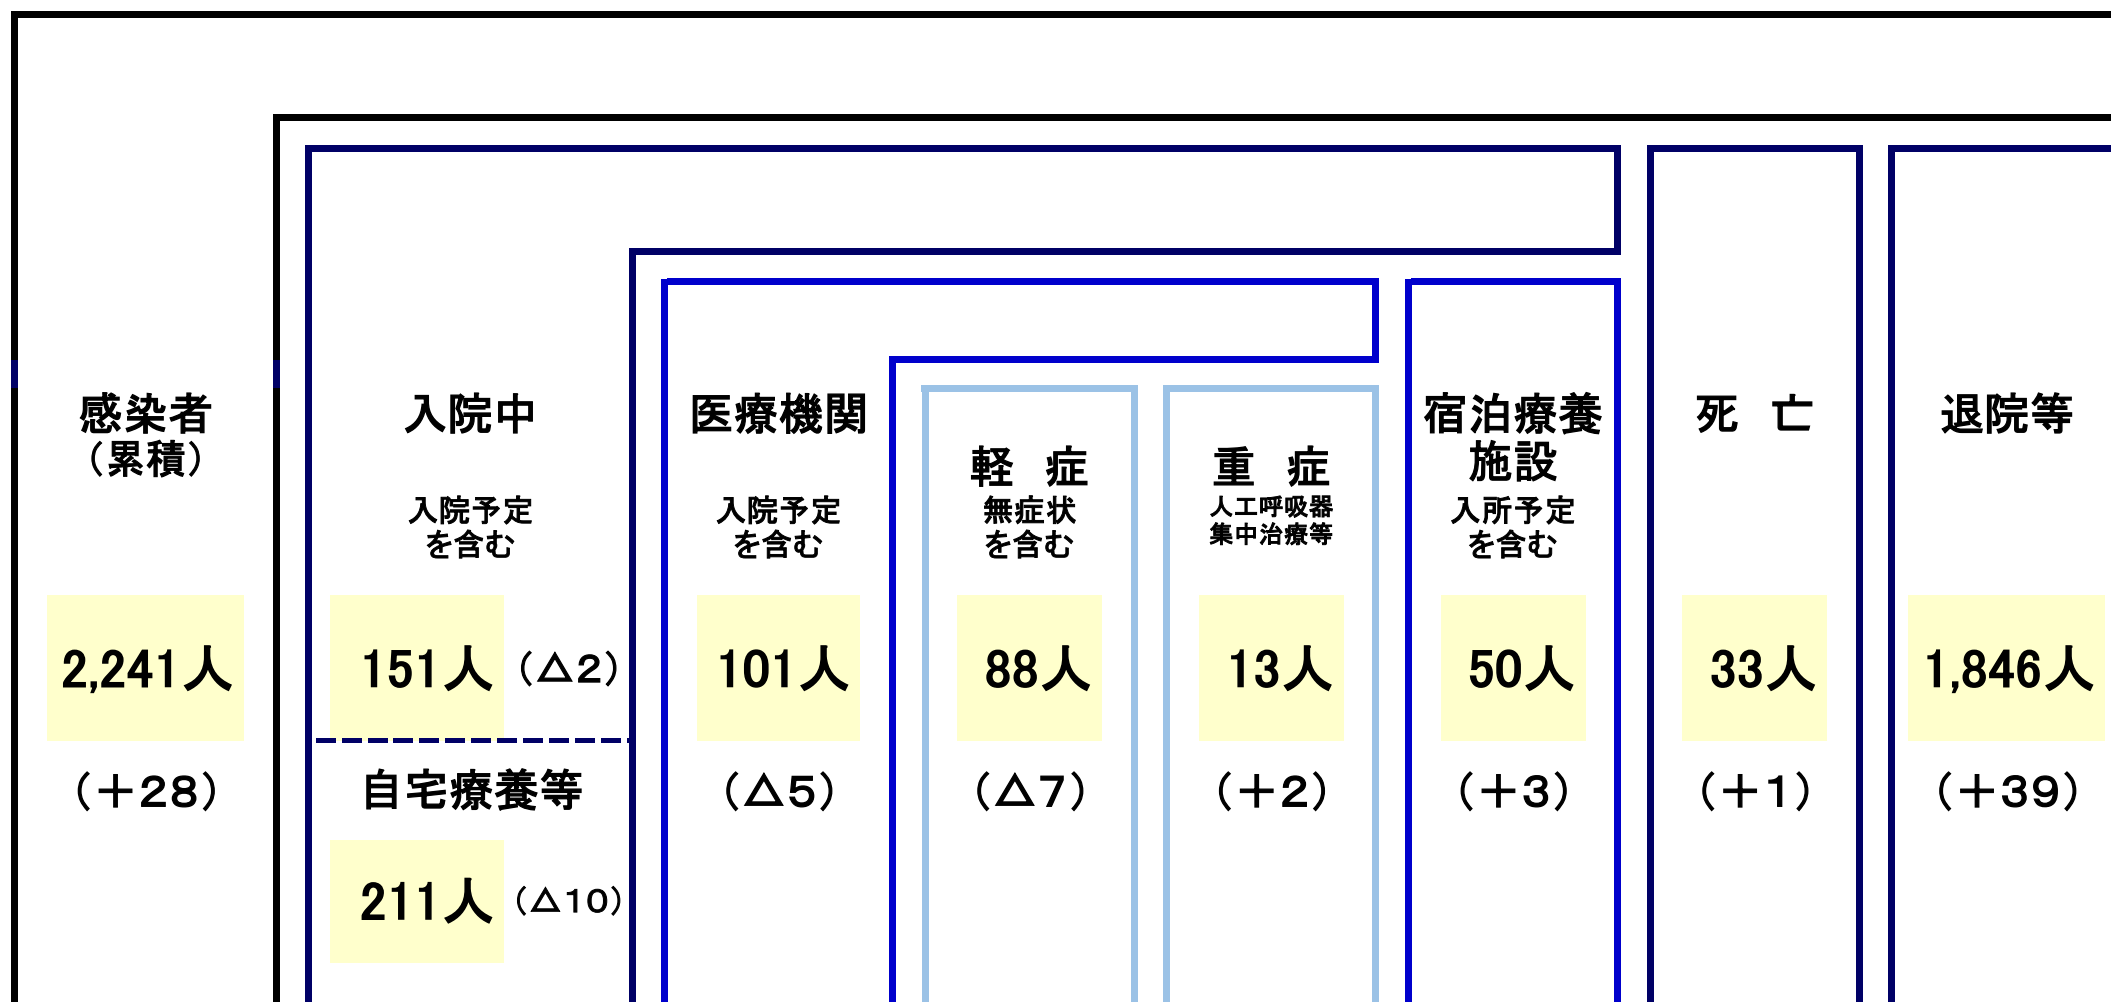 感染者
（累積）
2,241人
（＋28）
入院中
入院予定
を含む
151人（△2）
自宅療養等
211人（△10）
医療機関
入院予定
を含む
101人
（△5）
軽　症
無症状
を含む
88人
（△7）
重　症
人工呼吸器
集中治療等
13人
（＋2）
宿泊療養
施設
入所予定
を含む
50人
（＋3）
死　亡
33人
（＋1）
退院等
1,846人
（＋39）